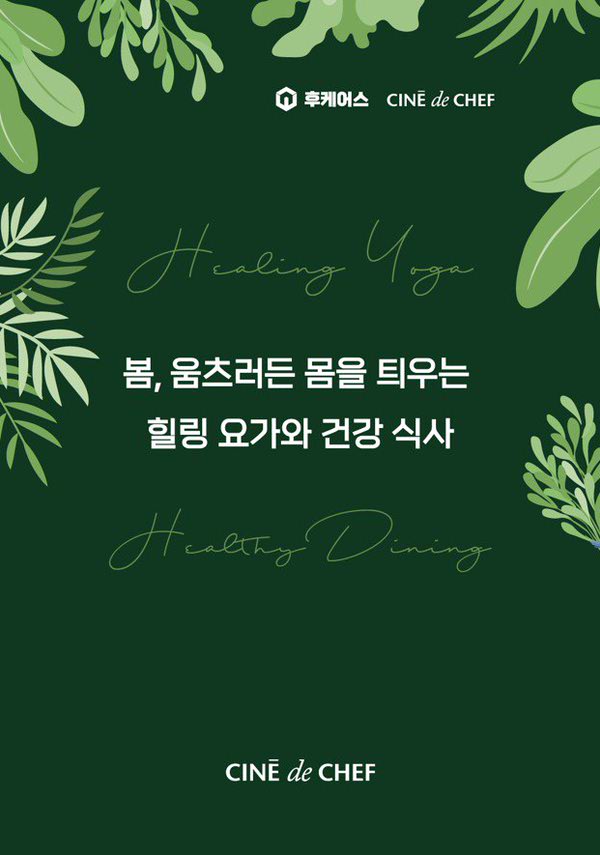 후케어스 CINĒ de CHEF
Healing Yoga
봄, 움츠러든 몸을 틔우는
힐링 요가와 건강 식사
Healthy Dining
CINĒ de CHEF